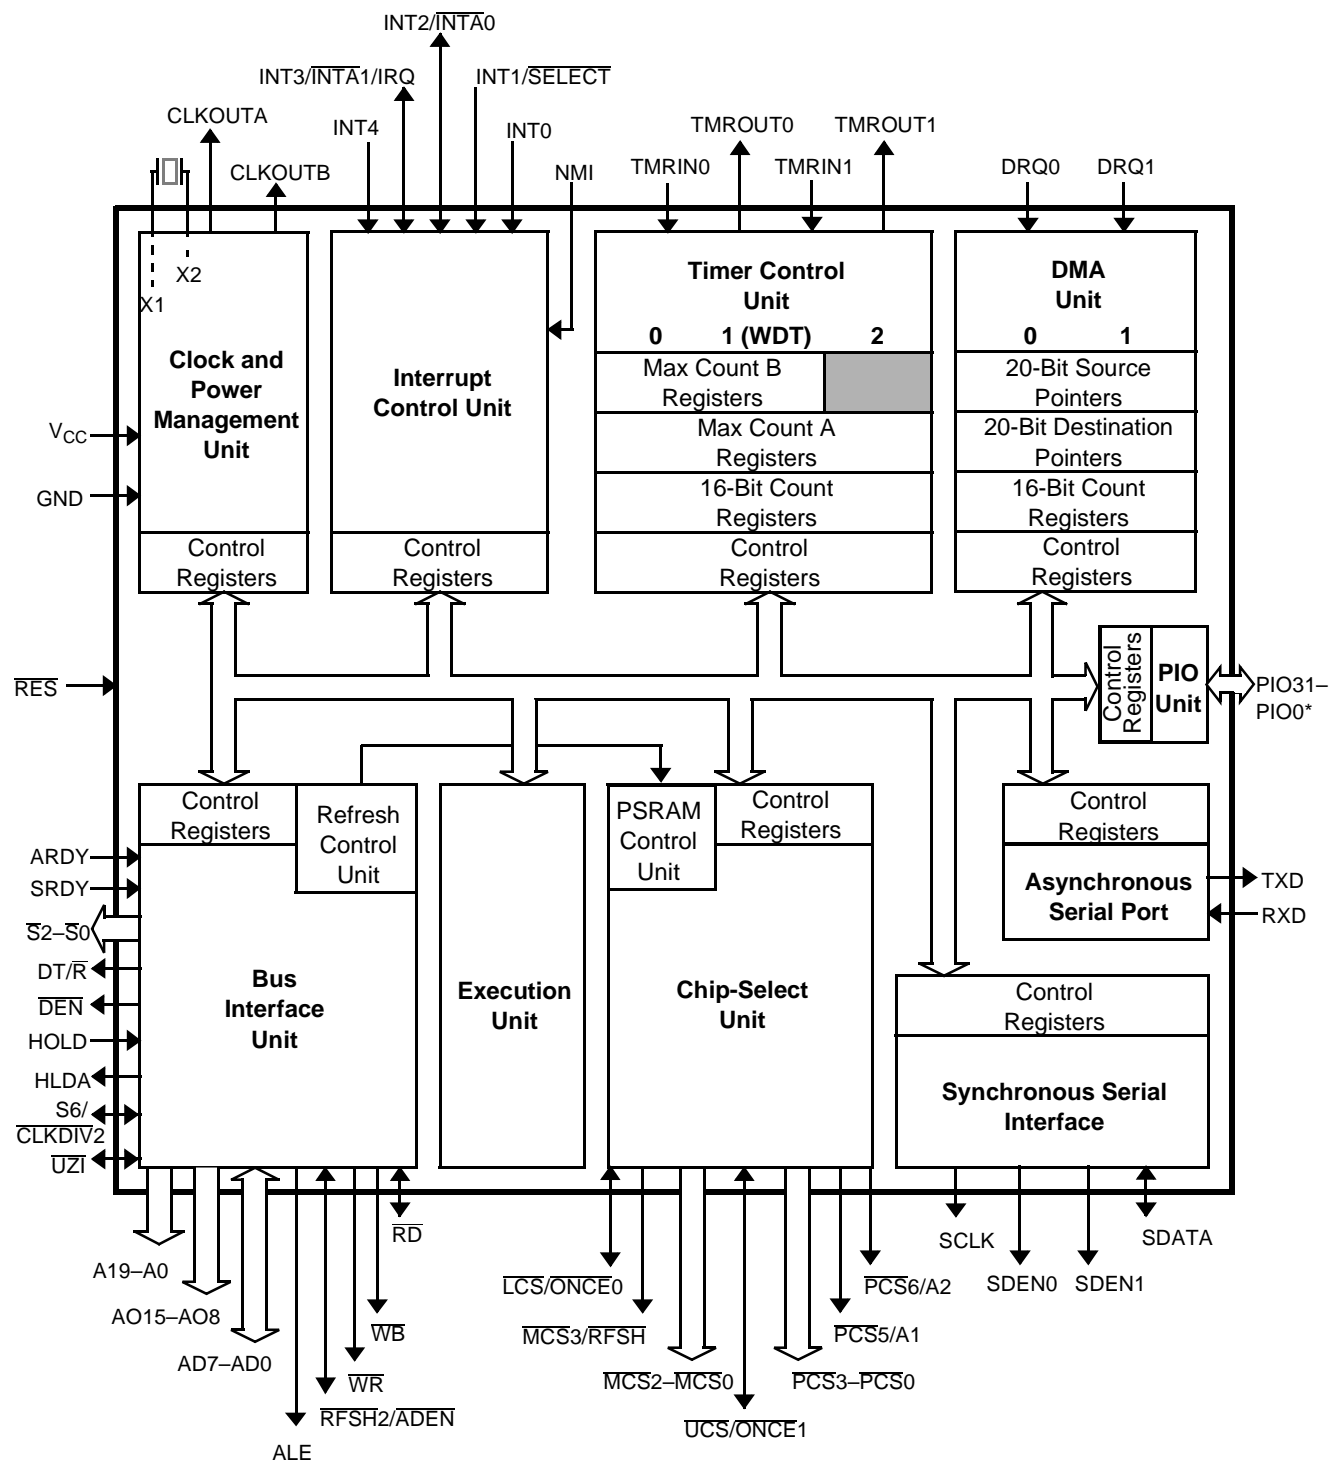 INT2/INTA0
INT3/INTA1/IRQ
INT1/SELECT
CLKOUTA
INT4
INT0
TMROUT0
TMROUT1
CLKOUTB
NMI
TMRIN0
TMRIN1
DRQ0
DRQ1
X2
X1
Clock and
Power
Management
Unit
Control
Registers
Interrupt
Control Unit
Control
Registers
Timer Control
Unit
0 1 (WDT) 2
Max Count B
Registers
Max Count A
Registers
16-Bit Count
Registers
Control
Registers
DMA
Unit
0 1
20-Bit Source
Pointers
20-Bit Destination
Pointers
16-Bit Count
Registers
Control
Registers
VCC
GND
RES
Control
Registers
PIO
Unit
PIO31–
PIO0*
Control
Registers
Refresh
Control
Unit
Bus
Interface
Unit
Execution
Unit
PSRAM
Control
Unit
Control
Registers
Chip-Select
Unit
Control
Registers
Asynchronous
Serial Port
TXD
RXD
Control
Registers
Synchronous Serial
Interface
ARDY
SRDY
S2–S0
DT/R
DEN
HOLD
HLDA
S6/
CLKDIV2
UZI
A19–A0
AO15–AO8
AD7–AD0
ALE
RFSH2/ADEN
WR
WB
RD
LCS/ONCE0
MCS3/RFSH
MCS2–MCS0
UCS/ONCE1
PCS3–PCS0
PCS5/A1
PCS6/A2
SCLK
SDEN0
SDEN1
SDATA